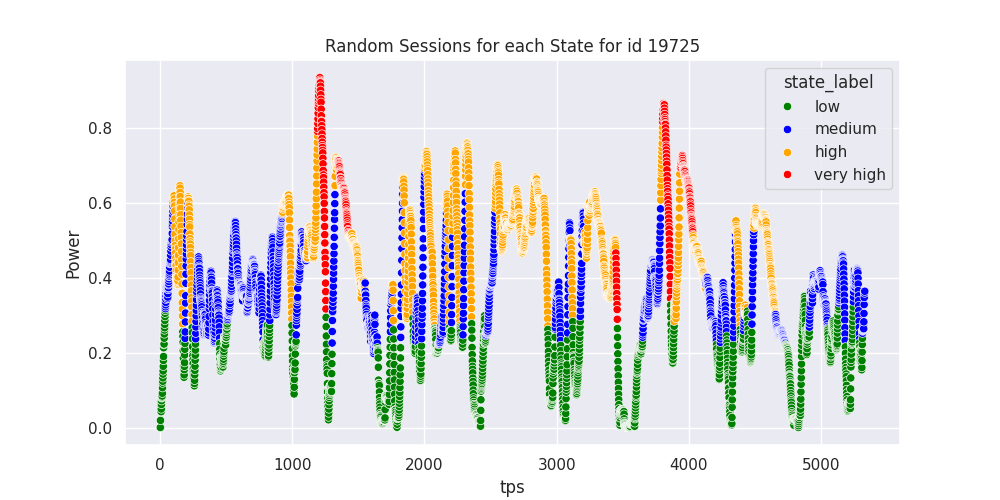 Random Sessions for each State for id 19725
state_label
low
medium
high
very high
Power
0.8
0.6
0.4
0.2
0.0
0 1000 2000 3000 4000 5000
tps